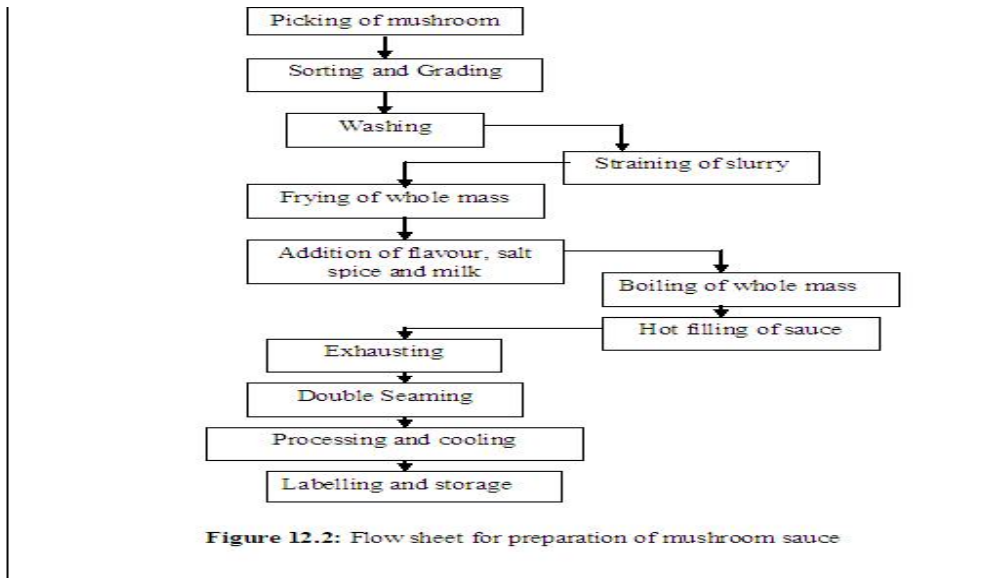 Picking of mushroom
Sorting and Grading
Washing
Straining of slurry
Frying of whole mass
Addition of flavour, salt
spice and milk
Boiling of whole mass
Hot filling of sauce
Exhausting
Double Seaming
Processing and cooling
Labelling and storage
Figure 12.2: Flow sheet for preparation of mushroom sauce